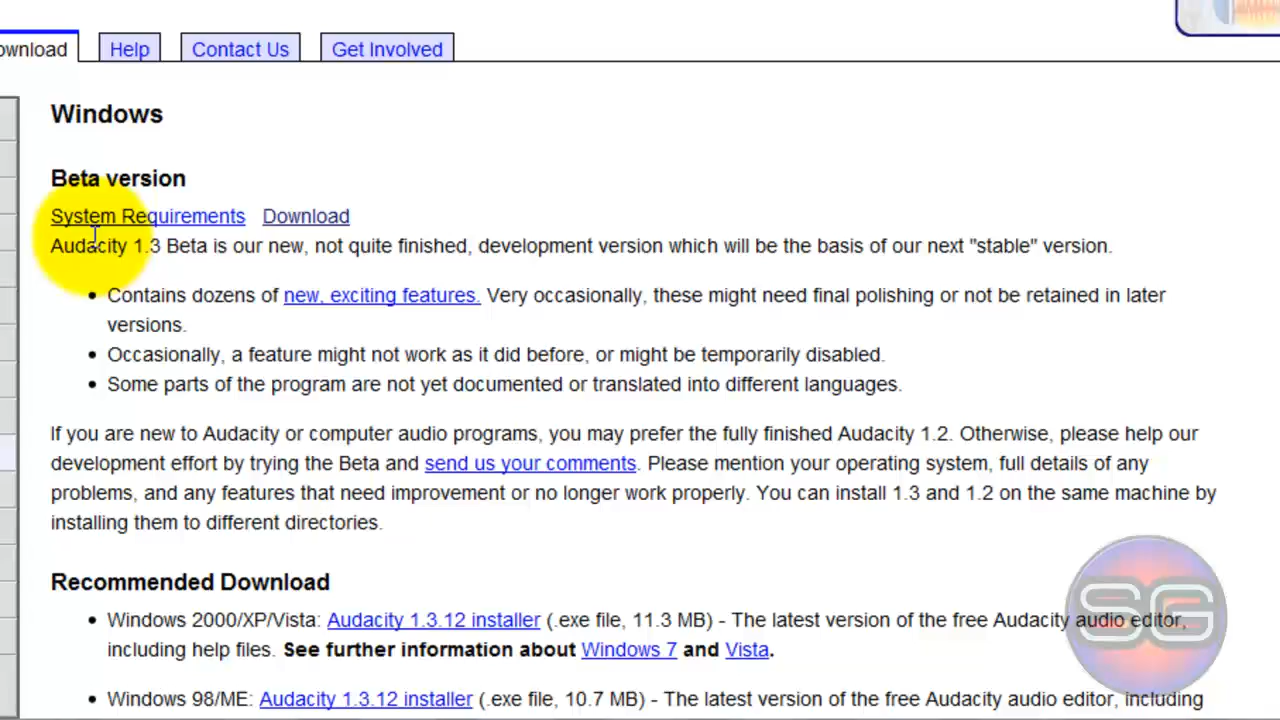 ownload Help Contact Us Get Involved
Windows
Beta version
System Requirements Download
Audacity 1.3 Beta is our new, not quite finished, development version which will be the basis of our next "stable" version.
• Contains dozens of new, exciting features. Very occasionally, these might need final polishing or not be retained in later
versions.
• Occasionally, a feature might not work as it did before, or might be temporarily disabled.
• Some parts of the program are not yet documented or translated into different languages.
If you are new to Audacity or computer audio programs, you may prefer the fully finished Audacity 1.2. Otherwise, please help our
development effort by trying the Beta and send us your comments. Please mention your operating system, full details of any
problems, and any features that need improvement or no longer work properly. You can install 1.3 and 1.2 on the same machine by
installing them to different directories.
Recommended Download
• Windows 2000/XP/Vista: Audacity 1.3.12 installer (.exe file, 11.3 MB) - The latest version of the free Audacity audio editor,
including help files. See further information about Windows 7 and Vista.
• Windows 98/ME: Audacity 1.3.12 installer (.exe file, 10.7 MB) - The latest version of the free Audacity audio editor, including
SG